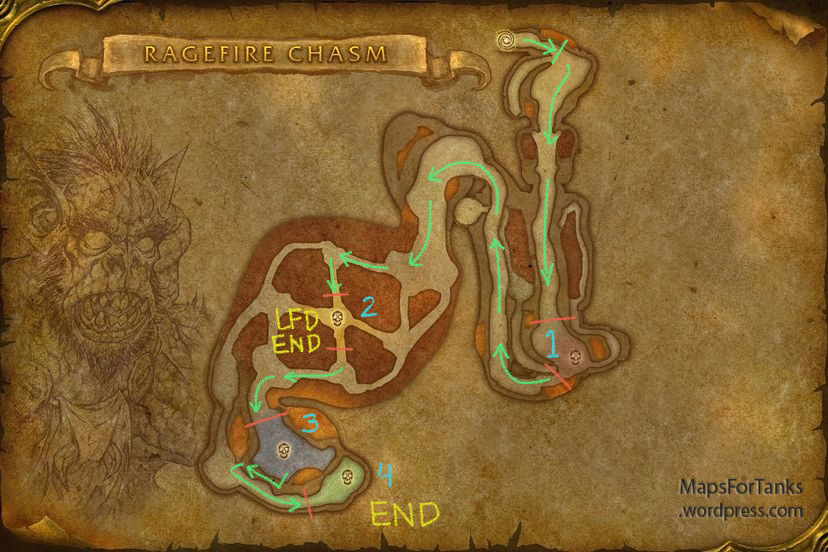 RAGEFIRE CHASM
2
LFD
END
1
3
4
END
MapsForTanks
.wordpress.com